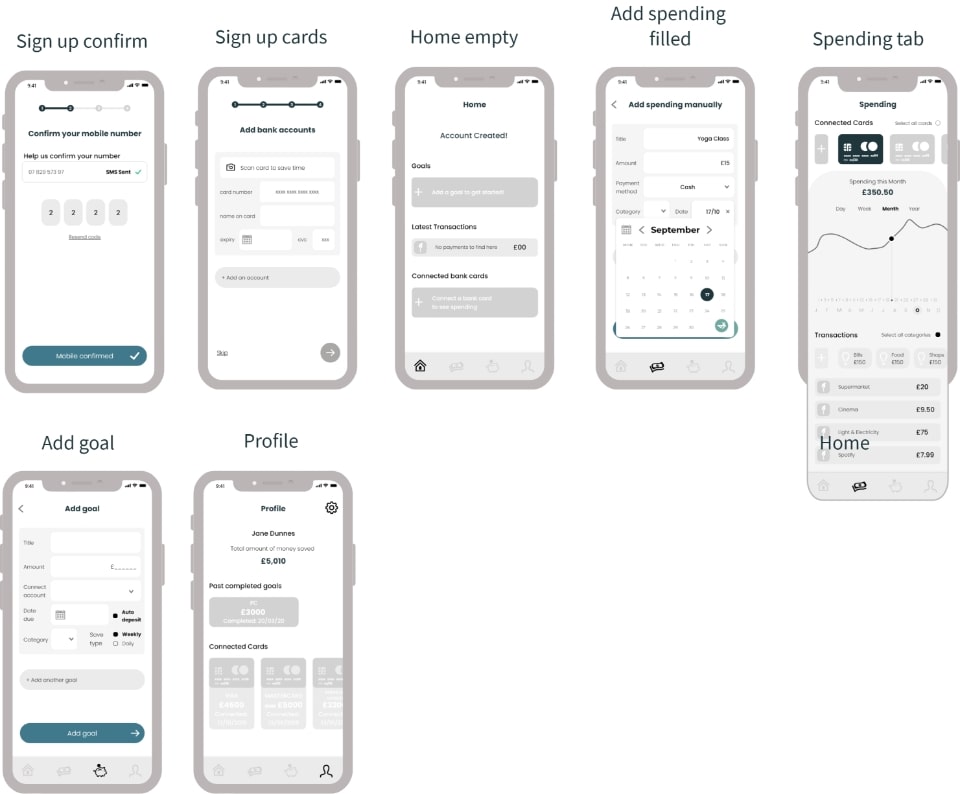 Sign up confirm
9:41
Confirm your mobile number
Help us confirm your number
07 823 573 97 SMS Sent
2 2 2 2
Resend code
Mobile confirmed
Sign up cards
9:41
Add bank accounts
Scan card to save time
card number xxx xxx xxx xxx
name on card
expiry cvc xxx
+ Add an account
Skip
Home empty
9:41
Home
Account Created!
Goals
+ Add a goal to get started!
Latest Transactions
No payments to find here £00
Connected bank cards
+ Connect a bank card
to see spending
Add spending
filled
9:41
Add spending manually
Title Yoga Class
Amount £15
Payment
method Cash
Category Date 17/10
September
17
Spending tab
9:41
Spending
Connected Cards Select all cards
Spending this Month
£350,50
Day Week Month Year
Transactions Select all categories
Bills
£150
Food
£150
Shops
£150
Supermarket £20
Cinema £9.50
Light & Electricity £75
Home
Spotify £7.99
Add goal
9:41
Add goal
Title
Amount £______
Connect
account
Date
due
Auto
deposit
Category
Save
type:
Weekly
Daily
+ Add another goal
Add goal
Profile
9:41
Profile
Jane Dunnes
Total amount of money saved
£5,010
Past completed goals
PC
£3000
Connected Cards
£4500
£5000